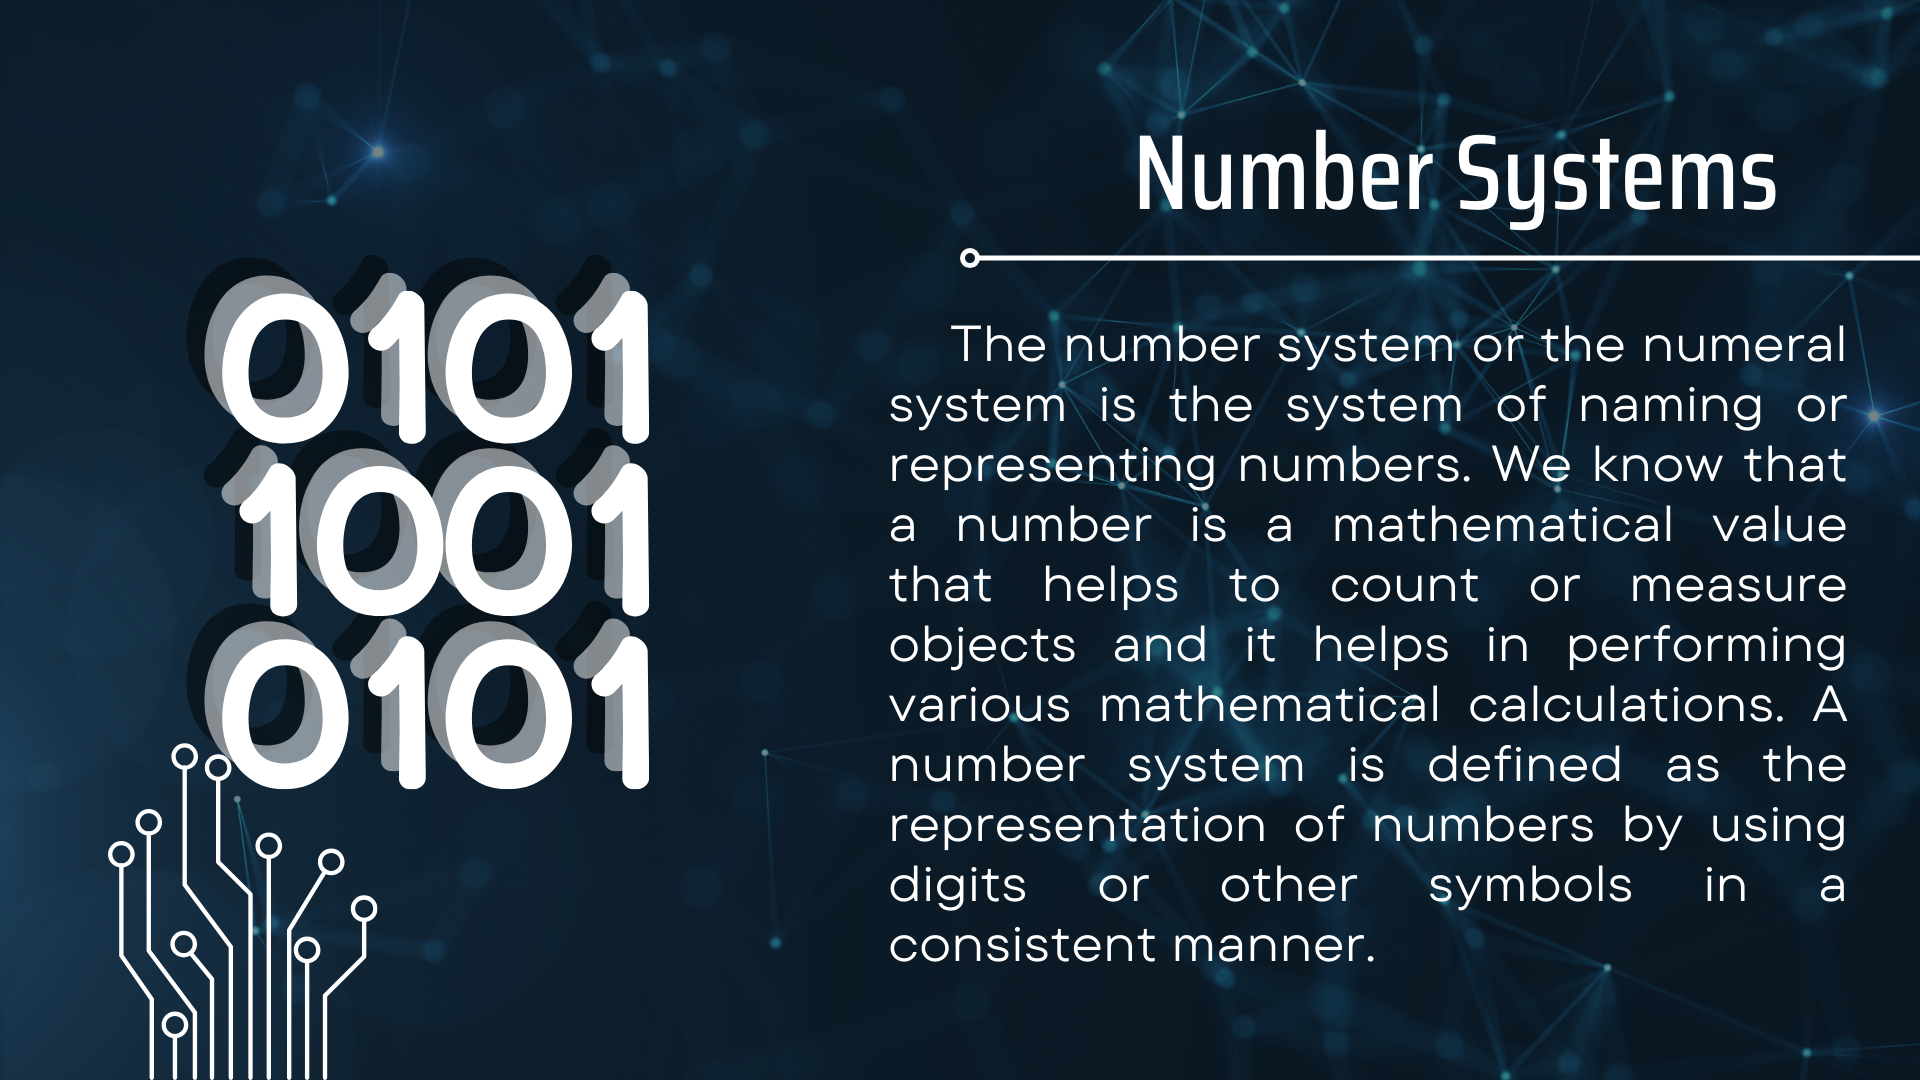 Number Systems
0101
1001
0101
The number system or the numeral
system is the system of naming or
representing numbers. We know that
a number is a mathematical value
that helps to count or measure
objects and it helps in performing
various mathematical calculations. A
number system is defined as the
representation of numbers by using
digits or other symbols in a
consistent manner.